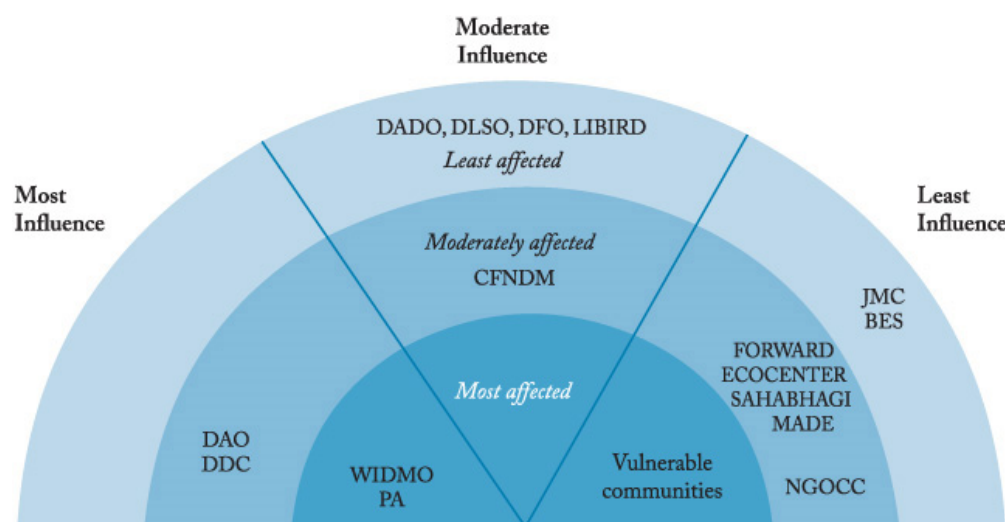 Moderate
Influence
DADO, DLSO, DFO, LIBIRD
Least affected
Most
Influence
Least
Influence
Moderately affected
CFNDM
JMC
BES
FORWARD
ECOCENTER
SAHABHAGI
MADE
Most affected
DAO
DDC
WIDMO
PA
Vulnerable
communities
NGOCC